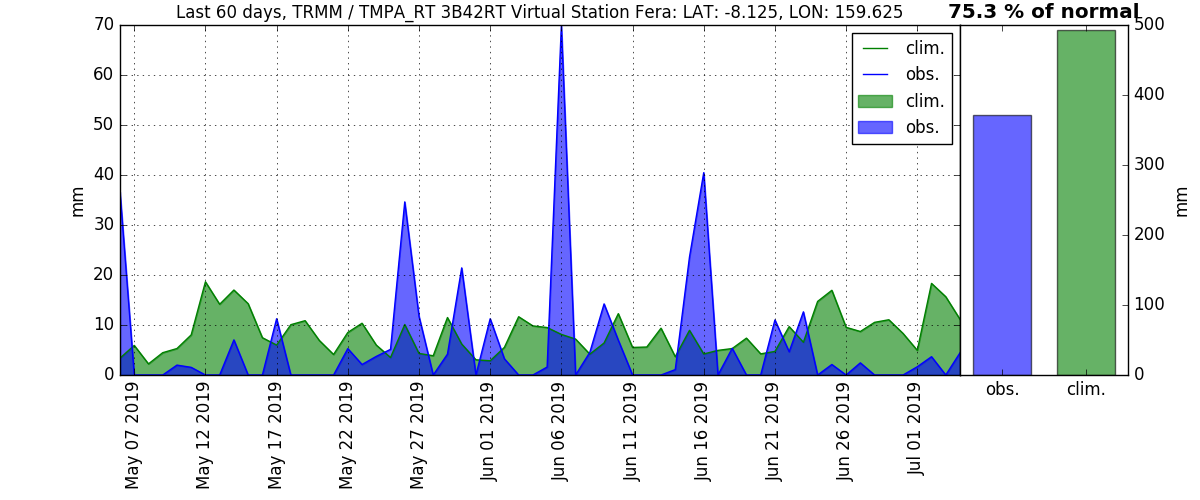 Last 60 days, TRMM / TMPA_RT 3B42RT Virtual Station Fera: LAT: -8.125, LON: 159.625
75.3 % of normal
70
60
50
40
30
20
10
0
mm
clim.
obs.
clim.
obs.
500
400
300
200
100
0
mm
May 07 2019
May 12 2019
May 17 2019
May 22 2019
May 27 2019
Jun 01 2019
Jun 06 2019
Jun 11 2019
Jun 16 2019
Jun 21 2019
Jun 26 2019
Jul 01 2019
obs.
clim.